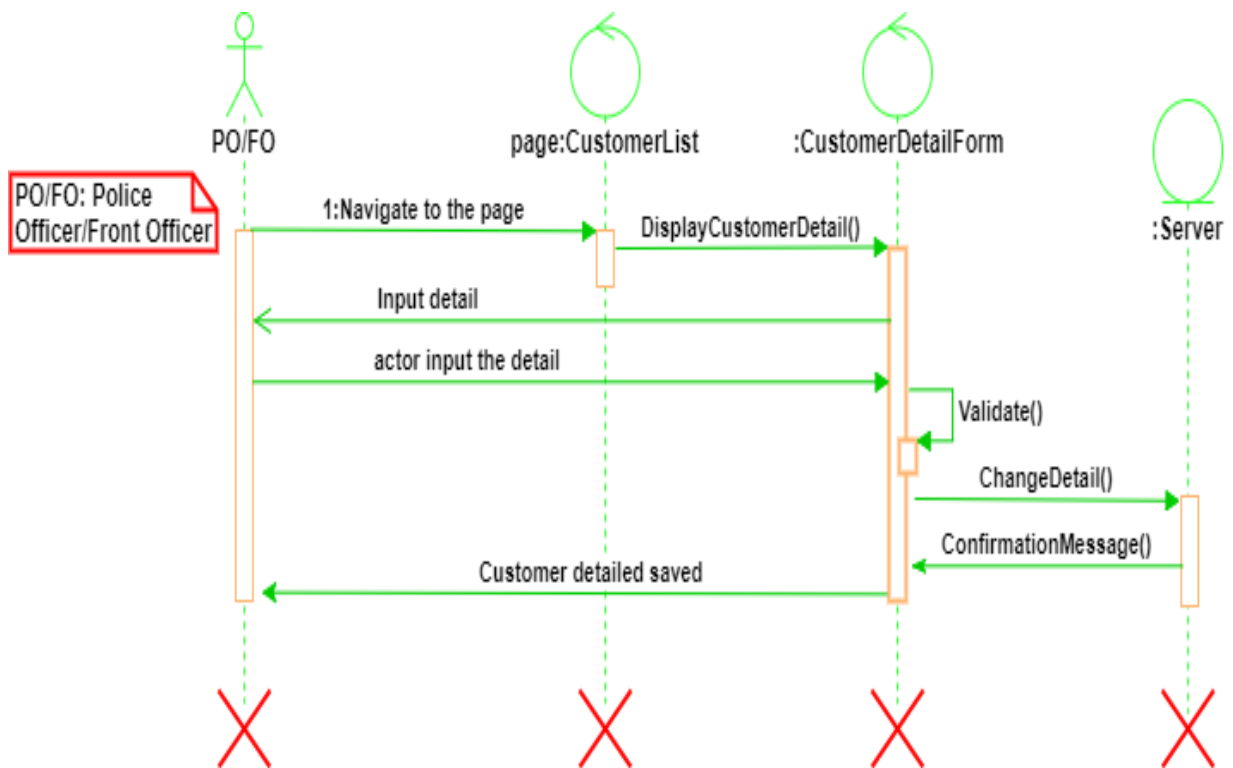 PO/FO
page:CustomerList
:CustomerDetailForm
:Server
PO/FO: Police
Officer/Front Officer
1:Navigate to the page
DisplayCustomerDetail()
Input detail
actor input the detail
Validate()
ChangeDetail()
ConfirmationMessage()
Customer detailed saved